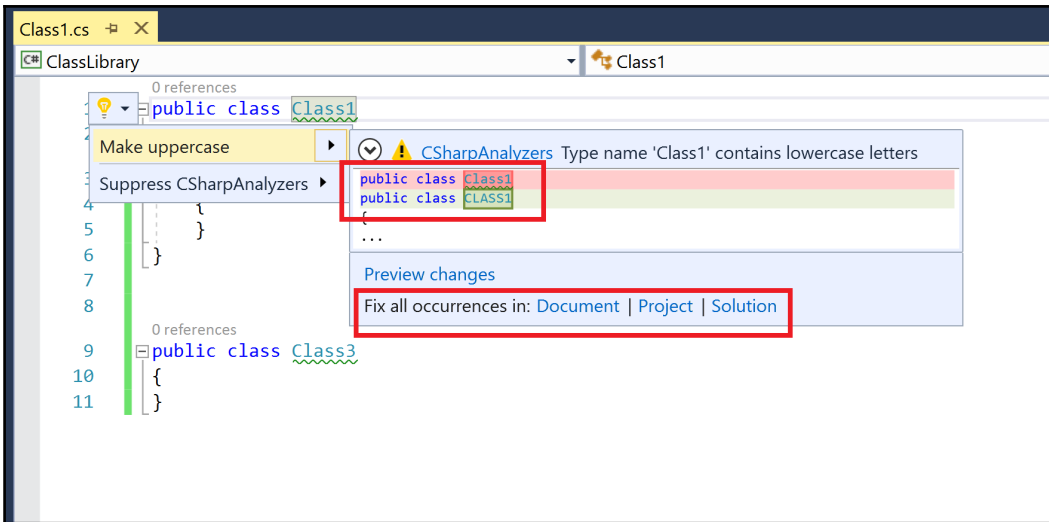 Class1.cs
C# ClassLibrary Class1
0 references
public class Class1
Make uppercase
CSharpAnalyzers Type name 'Class1' contains lowercase letters
Suppress CSharpAnalyzers
public class Class1
public class CLASS1
{
...
4 {
5 }
6 }
7
8
Preview changes
Fix all occurrences in: Document | Project | Solution
0 references
9 public class Class3
10 {
11 }